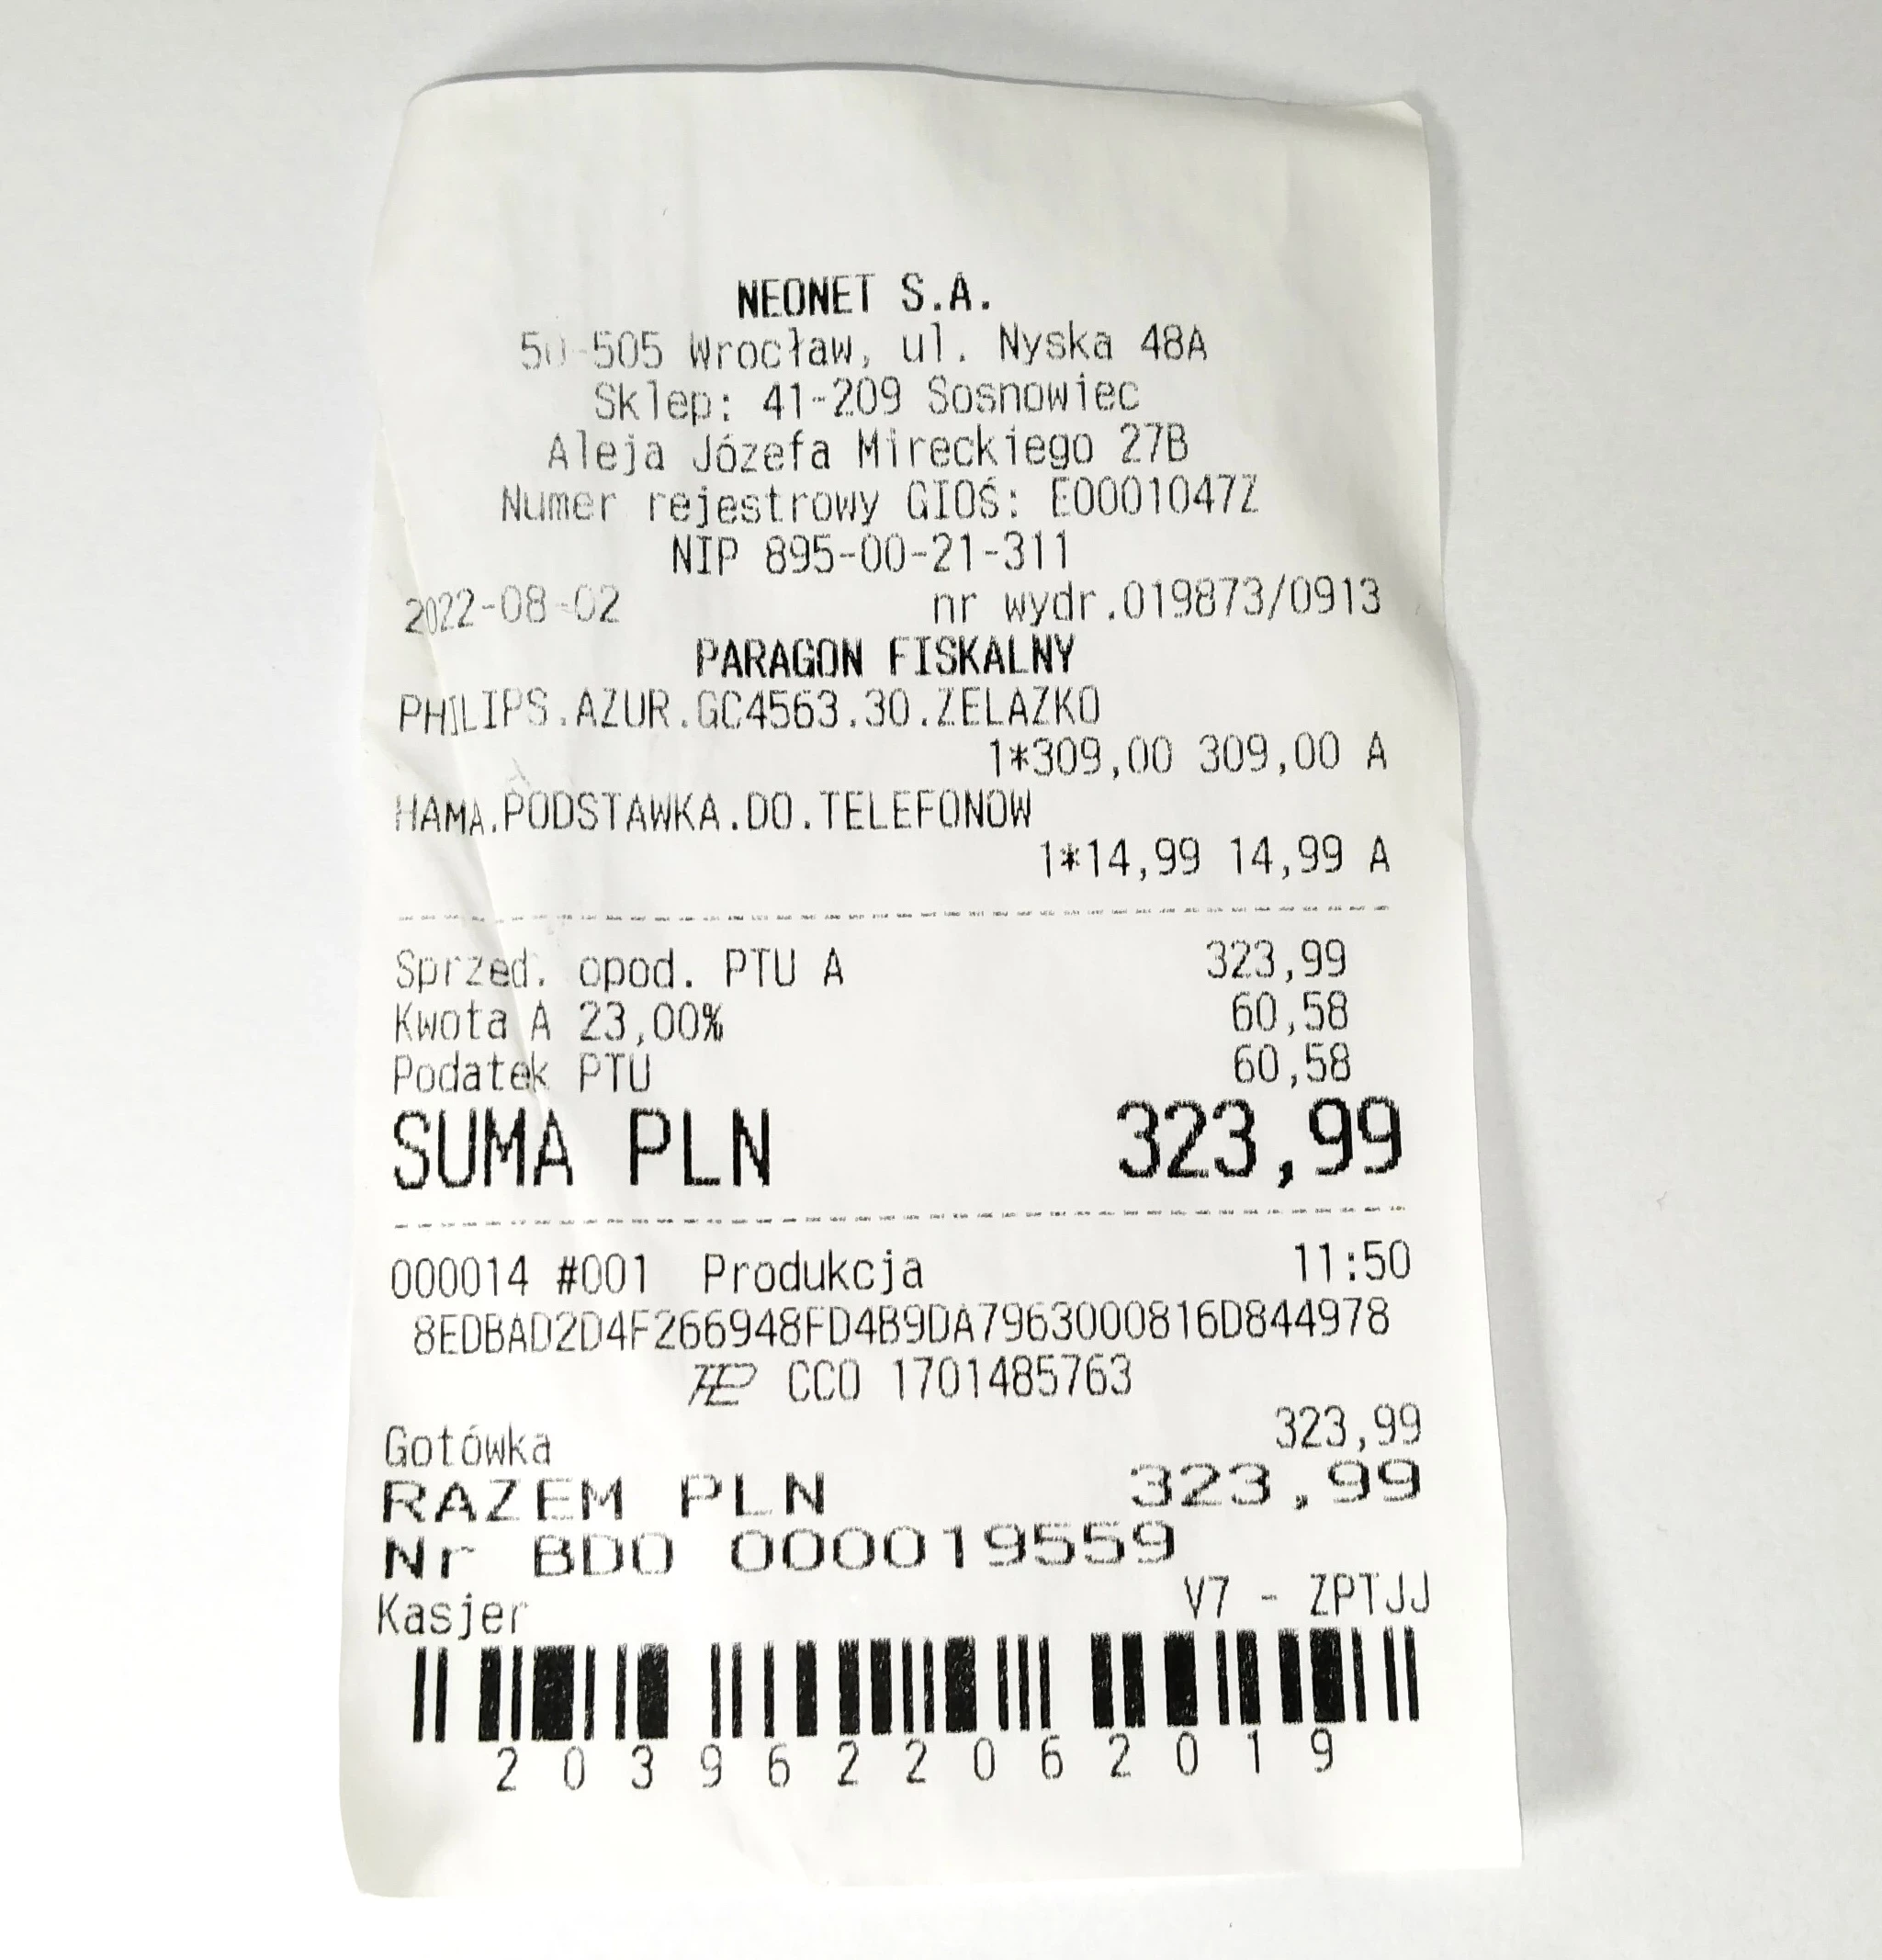 NEONET S.A.
50-505 Wrocław, ul. Nyska 48A
Sklep: 41-209 Sosnowiec
Aleja Józefa Mireckiego 27B
Numer rejestrowy GIOŚ: E0001047Z
NIP 895-00-21-311
2022-08-02 nr wydr.019873/0913
PARAGON FISKALNY
PHILIPS.AZUR.GC4563.30.ZELAZKO
1*309,00 309,00 A
HAMA.PODSTAWKA.DO.TELEFONOW
1*14,99 14,99 A
Sprzed. opod. PTU A 323,99
Kwota A 23,00% 60,58
Podatek PTU 60,58
SUMA PLN 323,99
000014 #001 Produkcja 11:50
8EDBAD2D4F266948FD4B9DA7963000816D844978
CCO 1701485763
Gotówka 323,99
RAZEM PLN 323,99
Nr BDO 000019559
Kasjer V7 - ZPTJJ
2039622062019